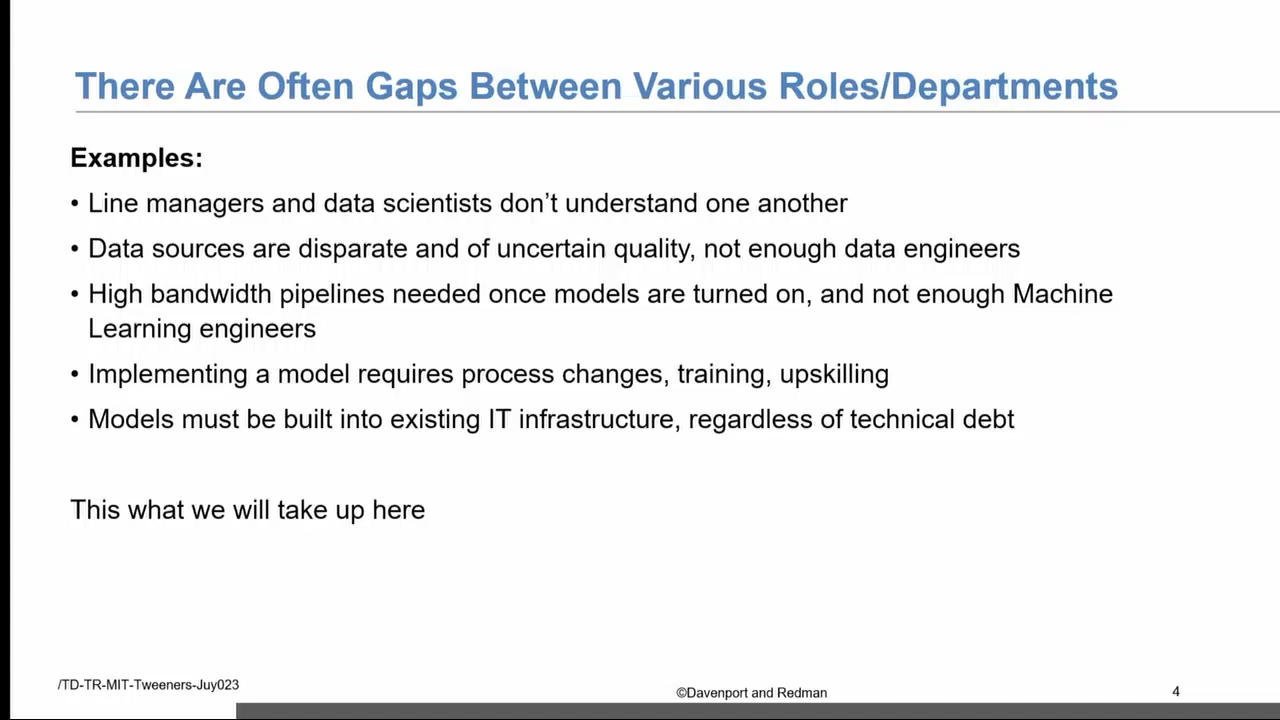 There Are Often Gaps Between Various Roles/Departments
Examples:
• Line managers and data scientists don’t understand one another
• Data sources are disparate and of uncertain quality, not enough data engineers
• High bandwidth pipelines needed once models are turned on, and not enough Machine
Learning engineers
• Implementing a model requires process changes, training, upskilling
• Models must be built into existing IT infrastructure, regardless of technical debt
This what we will take up here
/TD-TR-MIT-Tweeners-Juy023
©Davenport and Redman
4